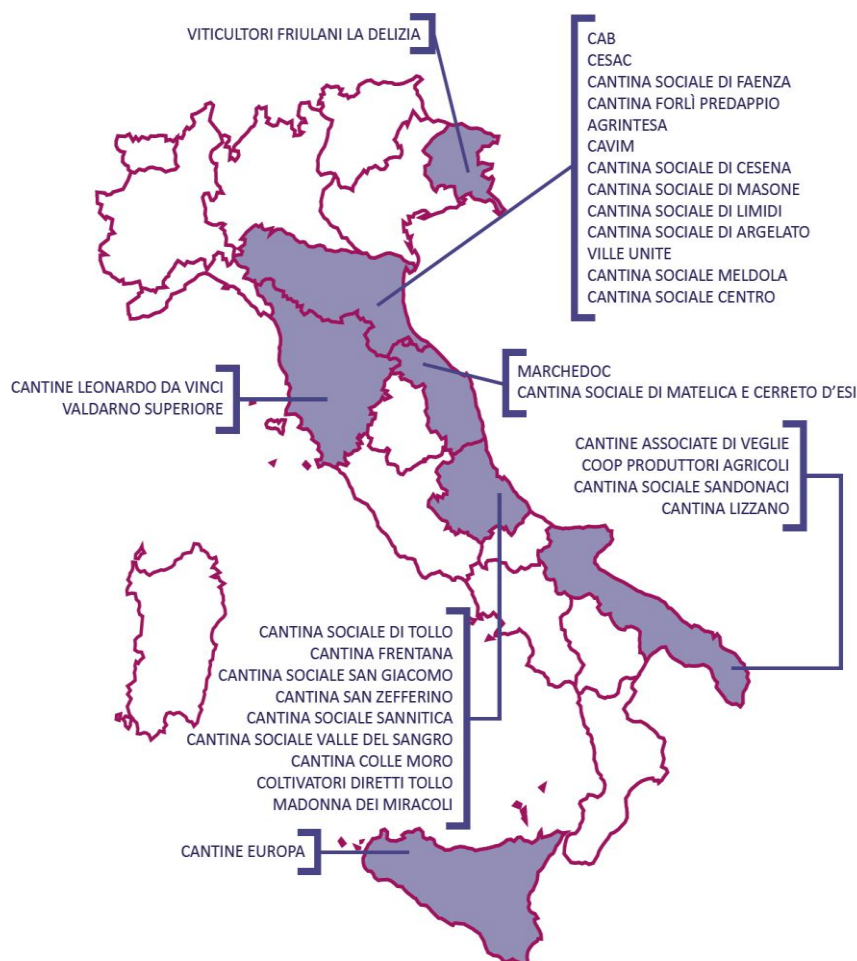 VITICULTORI FRIULANI LA DELIZIA
CAB
CESAC
CANTINA SOCIALE DI FAENZA
CANTINA FORLÌ PREDAPPIO
AGRINTESA
CAVIM
CANTINA SOCIALE DI CESENA
CANTINA SOCIALE DI MASONE
CANTINA SOCIALE DI LIMIDI
CANTINA SOCIALE DI ARGELATO
VILLE UNITE
CANTINA SOCIALE MELDOLA
CANTINA SOCIALE CENTRO
MARCHEDOC
CANTINA SOCIALE DI MATELICA E CERRETO D'ESI
CANTINE LEONARDO DA VINCI
VALDARNO SUPERIORE
CANTINE ASSOCIATE DI VEGLIE
COOP PRODUTTORI AGRICOLI
CANTINA SOCIALE SANDONACI
CANTINA LIZZANO
CANTINA SOCIALE DI TOLLO
CANTINA FRENTANA
CANTINA SOCIALE SAN GIACOMO
CANTINA SAN ZEFFERINO
CANTINA SOCIALE SANNITICA
CANTINA SOCIALE VALLE DEL SANGRO
CANTINA COLLE MORO
COLTIVATORI DIRETTI TOLLO
MADONNA DEI MIRACOLI
CANTINE EUROPA